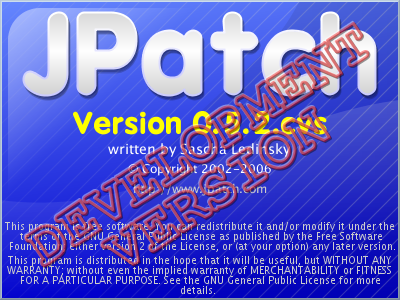 JPatch
Version 0.9.2.cvs
written by Sascha Ledinsky
© Copyright 2002-2006
http://www.jpatch.com
DEVELOPMENT
VERSION
This program is free software. You can redistribute it and/or modify it under the
terms of the GNU General Public License as published by the Free Software
Foundation; either version 2 of the License, or (at your option) any later version.
This program is distributed in the hope that it will be useful, but WITHOUT ANY
WARRANTY; without even the implied warranty of MERCHANTABILITY or FITNESS
FOR A PARTICULAR PURPOSE. See the GNU General Public License for more
details.